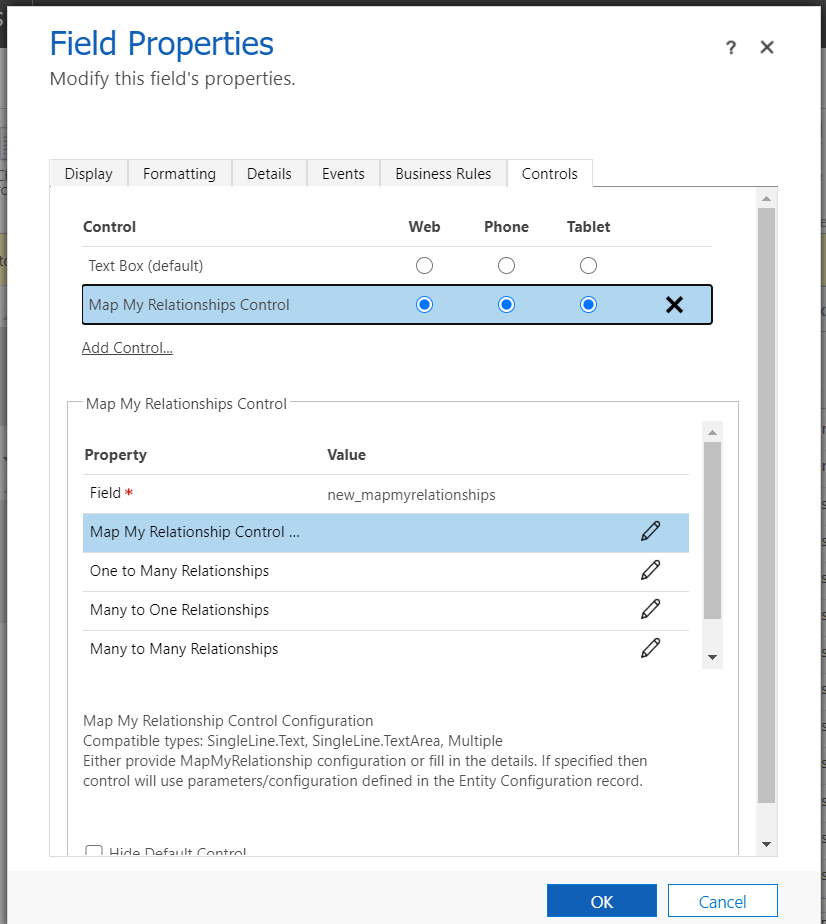 Field Properties
?
Modify this field's properties.
Display Formatting Details Events Business Rules Controls
Control Web Phone Tablet
Text Box (default)
Map My Relationships Control
Add Control...
Map My Relationships Control
Property Value
Field * new_mapmyrelationships
Map My Relationship Control ...
One to Many Relationships
Many to One Relationships
Many to Many Relationships
Map My Relationship Control Configuration
Compatible types: SingleLine.Text, SingleLine.TextArea, Multiple
Either provide MapMyRelationship configuration or fill in the details. If specified then
control will use parameters/configuration defined in the Entity Configuration record.
Hide Default Control
OK Cancel